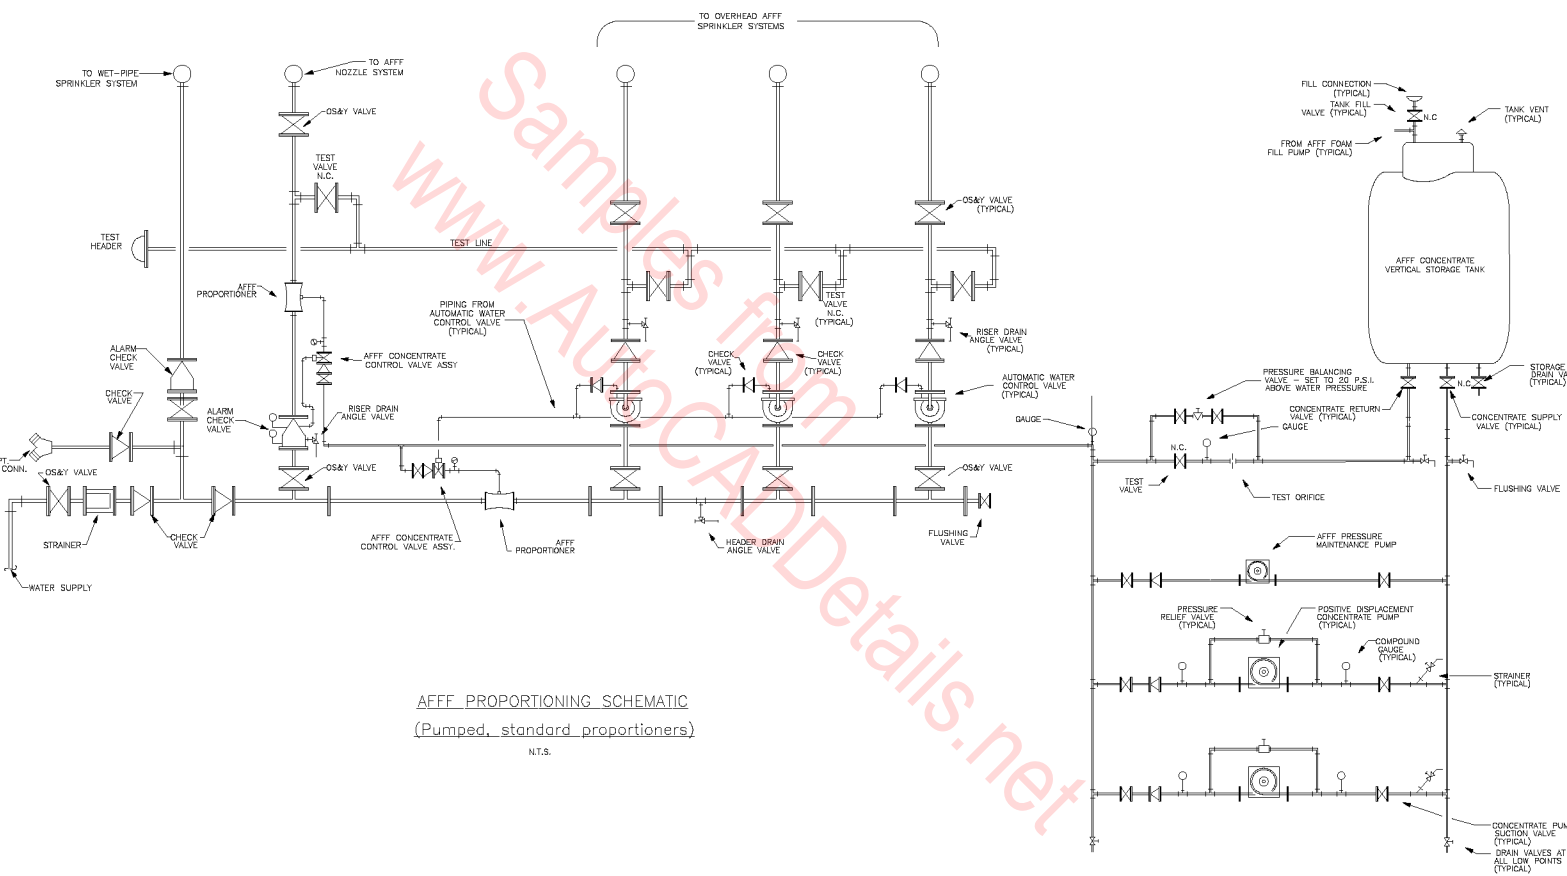 TO OVERHEAD AFFF
SPRINKLER SYSTEMS
TO WET-PIPE
SPRINKLER SYSTEM
TO AFFF
NOZZLE SYSTEM
OS&Y VALVE
TEST
VALVE
N.C.
TEST
HEADER
TEST LINE
AFFF
PROPORTIONER
PIPING FROM
AUTOMATIC WATER
CONTROL VALVE
(TYPICAL)
OS&Y VALVE
(TYPICAL)
TEST
VALVE
N.C.
(TYPICAL)
RISER DRAIN
ANGLE VALVE
(TYPICAL)
ALARM
CHECK
VALVE
AFFF CONCENTRATE
CONTROL VALVE ASSY
CHECK
VALVE
(TYPICAL)
CHECK
VALVE
(TYPICAL)
AUTOMATIC WATER
CONTROL VALVE
(TYPICAL)
CHECK
VALVE
ALARM
CHECK
VALVE
RISER DRAIN
ANGLE VALVE
GAUGE
PT.
CONN.
OS&Y VALVE
OS&Y VALVE
OS&Y VALVE
STRAINER
CHECK
VALVE
AFFF CONCENTRATE
CONTROL VALVE ASSY.
AFFF
PROPORTIONER
HEADER DRAIN
ANGLE VALVE
FLUSHING
VALVE
WATER SUPPLY
FILL CONNECTION
(TYPICAL)
TANK FILL
VALVE (TYPICAL)
N.C
TANK VENT
(TYPICAL)
FROM AFFF FOAM
FILL PUMP (TYPICAL)
AFFF CONCENTRATE
VERTICAL STORAGE TANK
PRESSURE BALANCING
VALVE - SET TO 20 P.S.I.
ABOVE WATER PRESSURE
N.C.
STORAGE
DRAIN VA
(TYPICAL)
CONCENTRATE RETURN
VALVE (TYPICAL)
GAUGE
CONCENTRATE SUPPLY
VALVE (TYPICAL)
N.C.
TEST
VALVE
TEST ORIFICE
FLUSHING VALVE
AFFF PRESSURE
MAINTENANCE PUMP
PRESSURE
RELIEF VALVE
(TYPICAL)
POSITIVE DISPLACEMENT
CONCENTRATE PUMP
(TYPICAL)
COMPOUND
GAUGE
(TYPICAL)
STRAINER
(TYPICAL)
CONCENTRATE PUM
SUCTION VALVE
(TYPICAL)
DRAIN VALVES AT
ALL LOW POINTS
(TYPICAL)
AFFF PROPORTIONING SCHEMATIC
(Pumped, standard proportioners)
N.T.S.
Samples from
www.AutoCADDetails.net